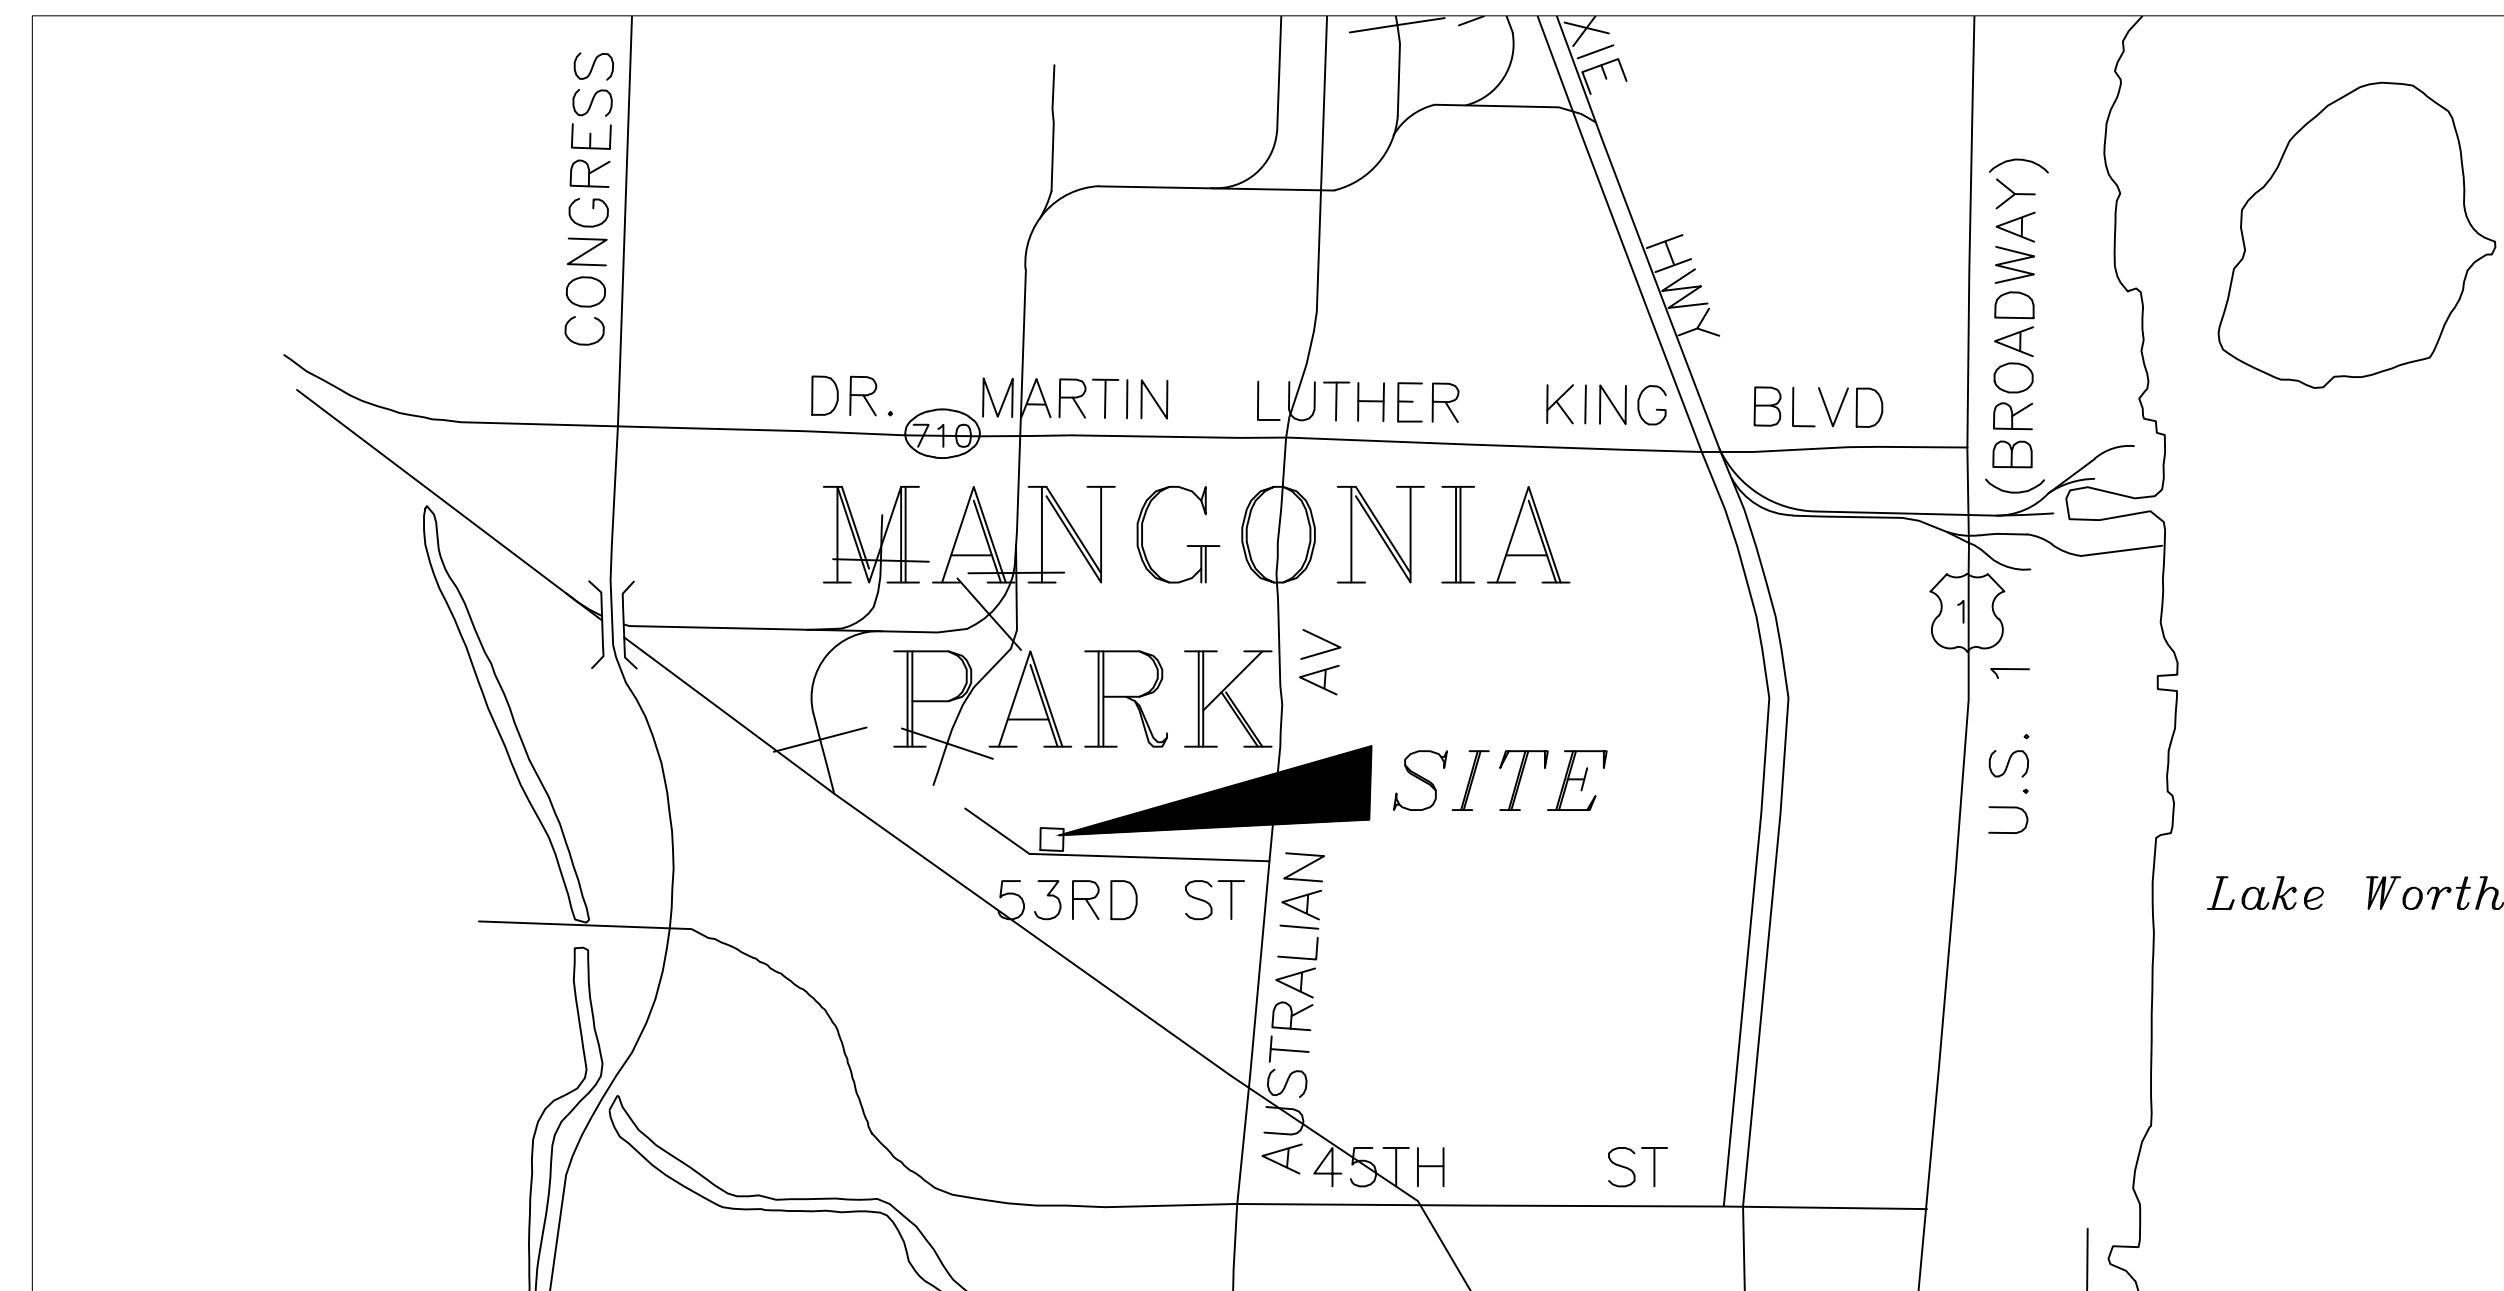 CONGRESS
HWY
(BROADWAY)
DR. MARTIN LUTHER KING BLVD
710
MANGONIA
PARK
1
AV
U.S. 1
SITE
53RD ST
Lake Worth
AUSTRALIAN
45TH ST